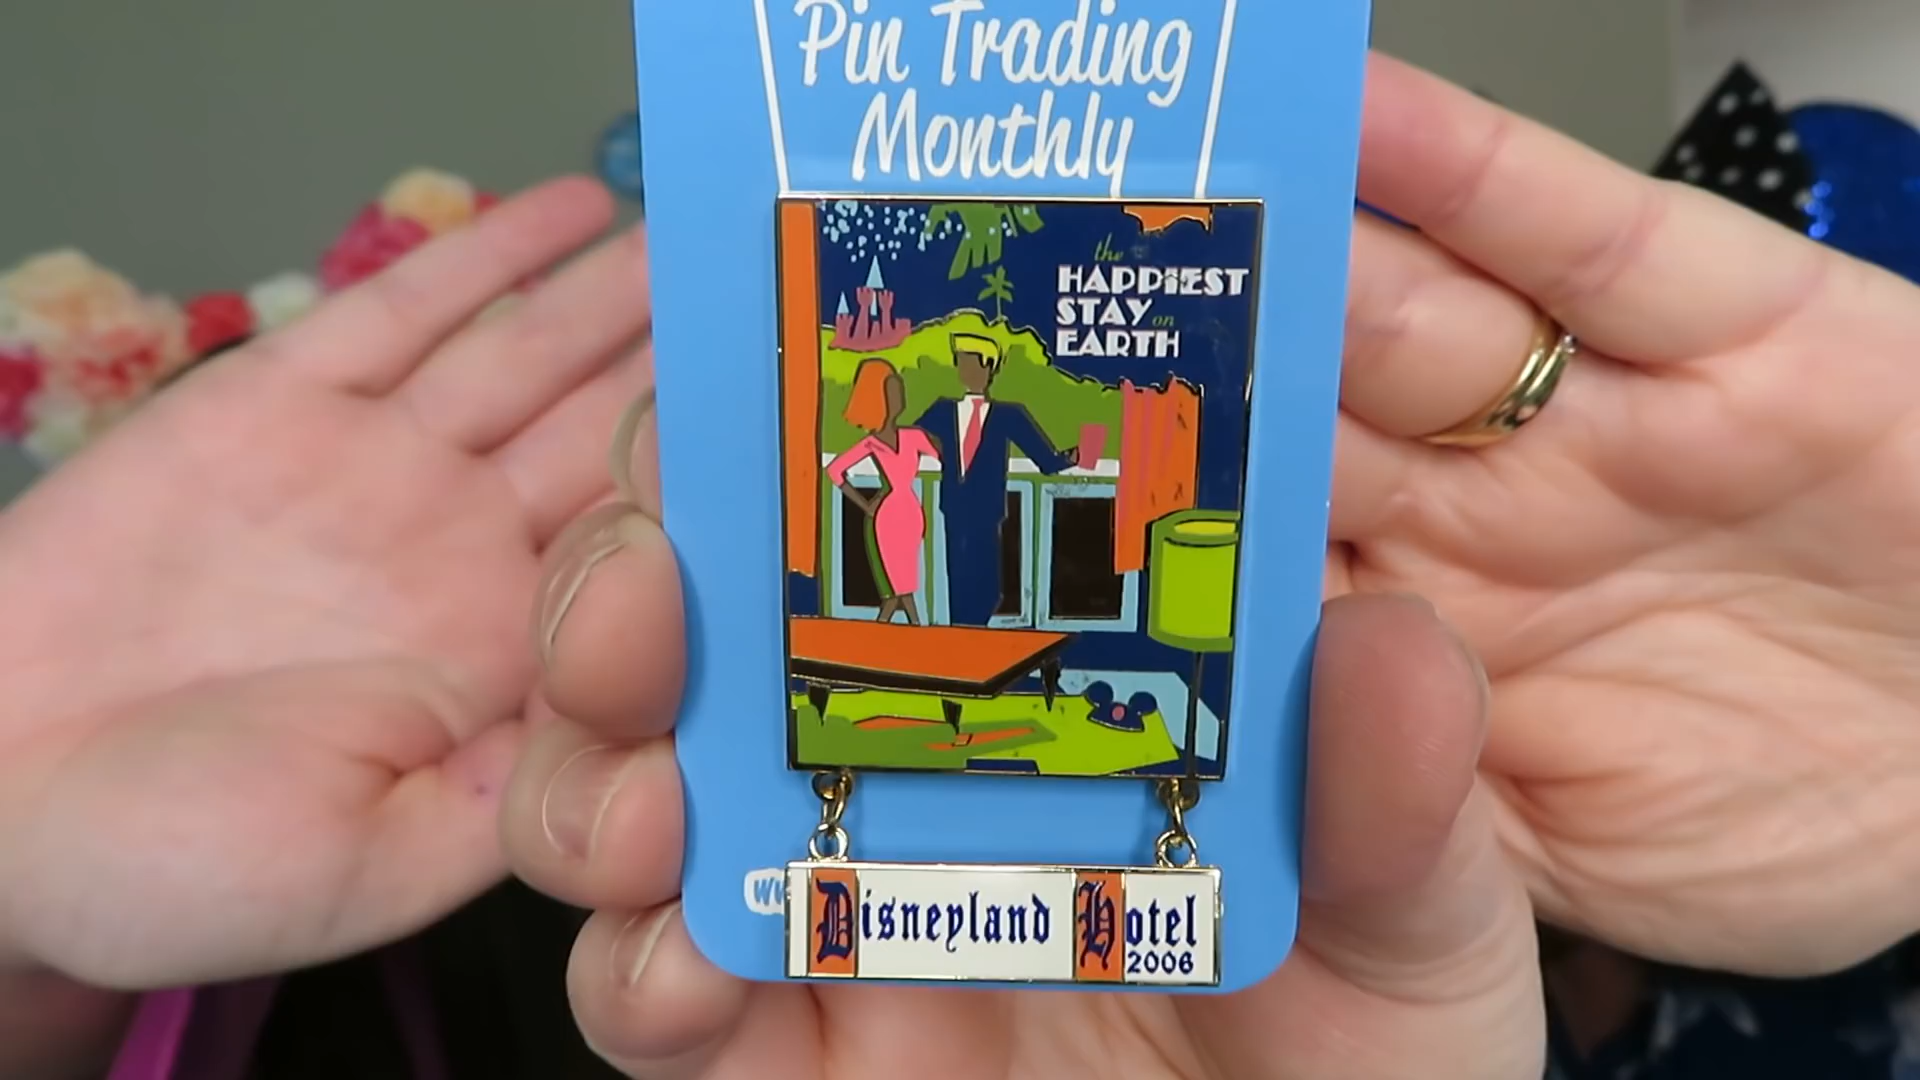 Pin Trading
Monthly
the
HAPPIEST
STAY on
EARTH
Disneyland Hotel
2006